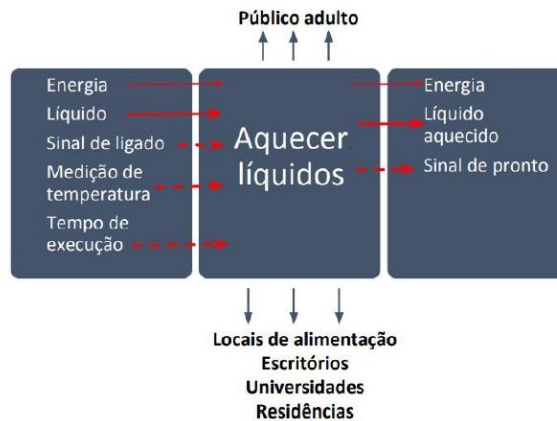 Público adulto
Energia
Líquido
Sinal de ligado
Medição de
temperatura
Tempo de
execução
Aquecer
líquidos
Energia
Líquido
aquecido
Sinal de pronto
Locais de alimentação
Escritórios
Universidades
Residências